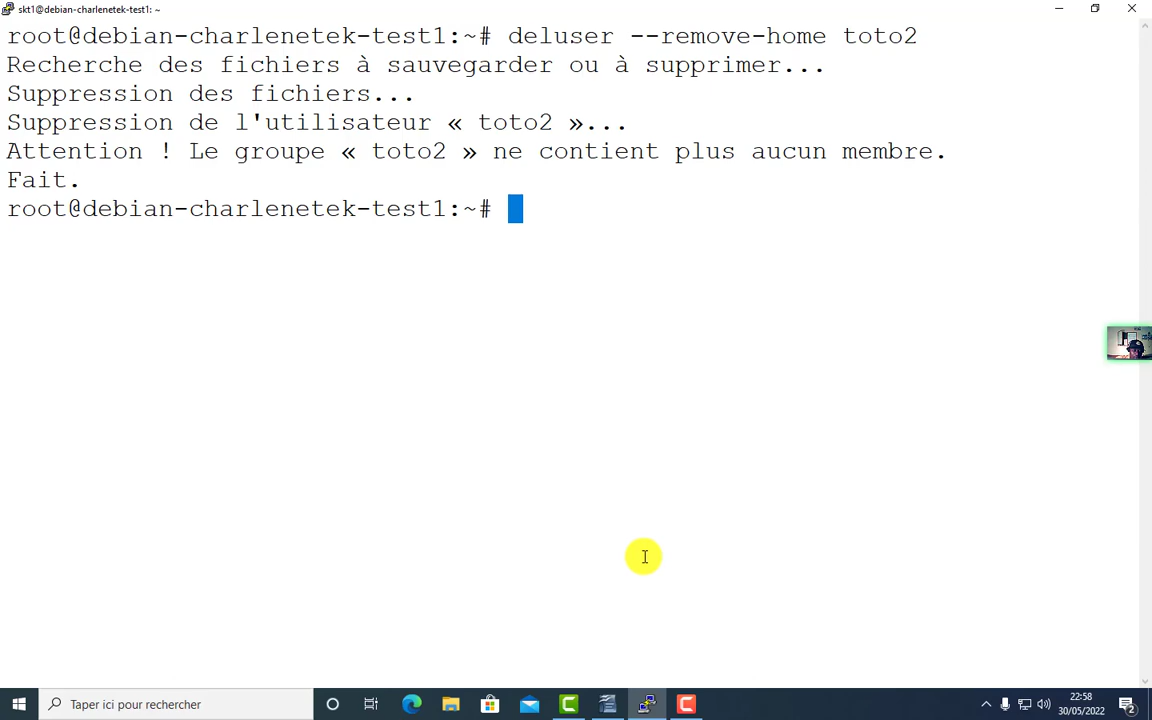 skt1@debian-charlenetek-test1: ~
root@debian-charlenetek-test1:~# deluser --remove-home toto2
Recherche des fichiers à sauvegarder ou à supprimer...
Suppression des fichiers...
Suppression de l'utilisateur « toto2 »...
Attention ! Le groupe « toto2 » ne contient plus aucun membre.
Fait.
root@debian-charlenetek-test1:~#
Taper ici pour rechercher
22:58
30/05/2022
2